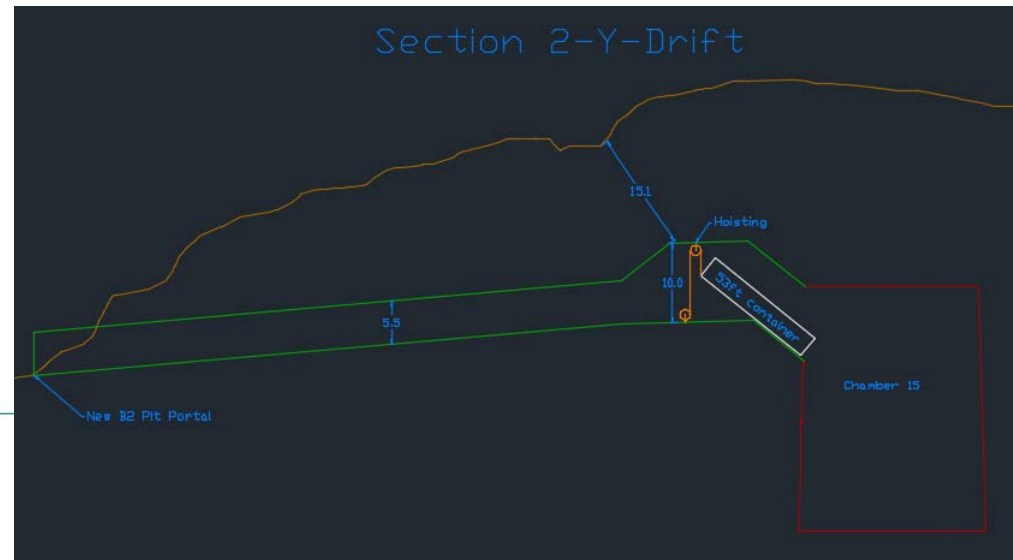 Section 2-Y-Drift
15.1
Hoisting
10.0
53ft container
5.5
Chamber 15
New B2 Pit Portal